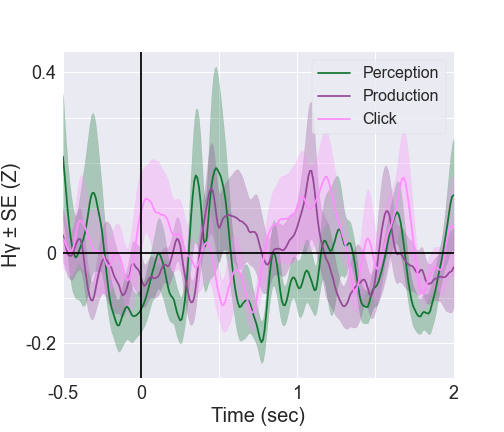 Hγ ± SE (Z)
0.4
0
-0.2
Perception
Production
Click
-0.5
0
1
2
Time (sec)